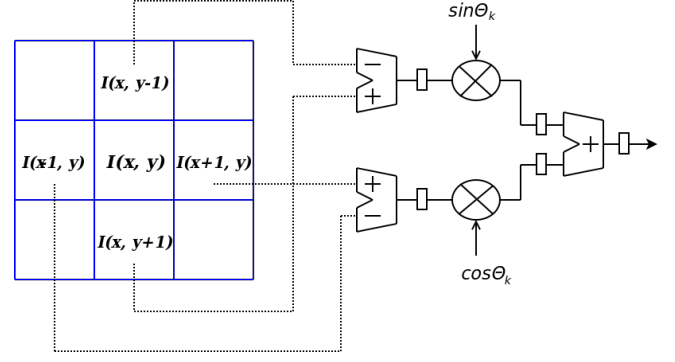 sinΘk
I(x, y-1)
−
+
I(x-1, y) I(x, y) I(x+1, y)
+
−
+
I(x, y+1)
cosΘk